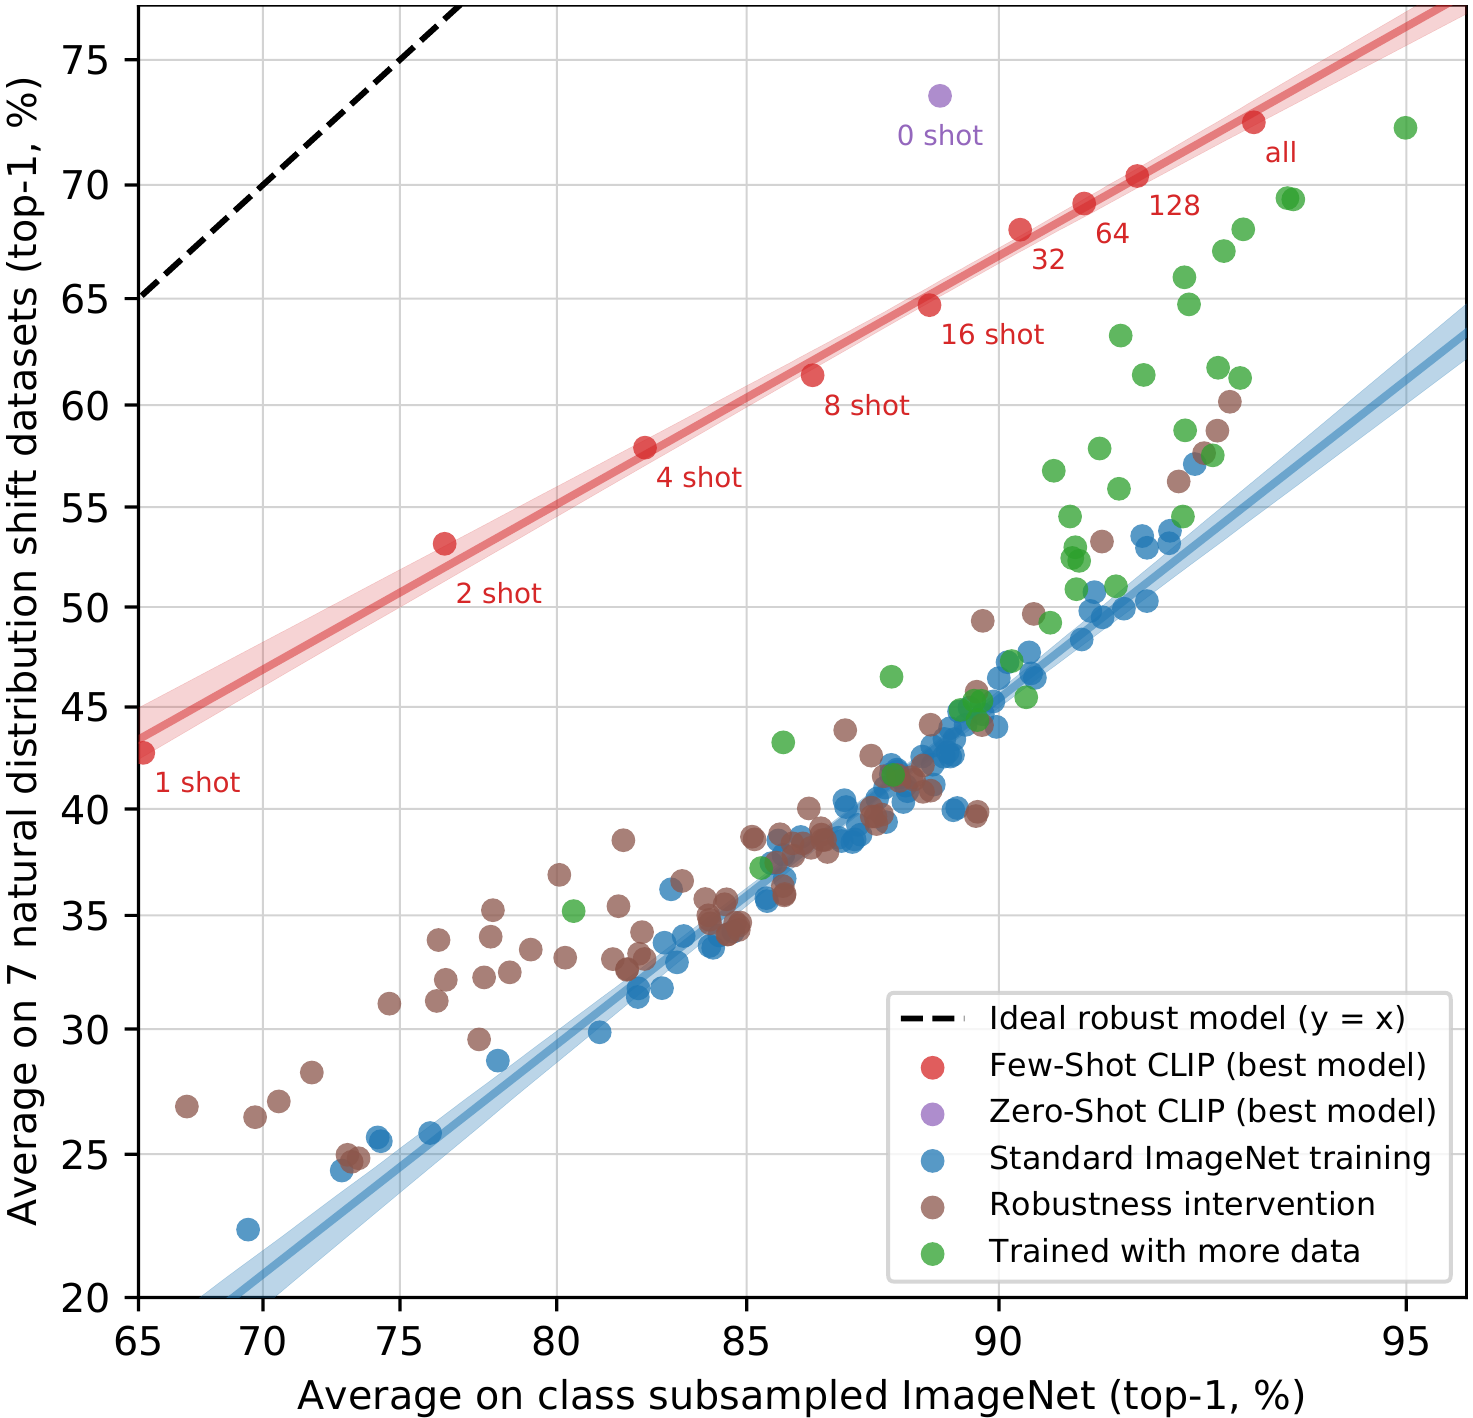 Average on 7 natural distribution shift datasets (top-1, %)
75
70
65
60
55
50
45
40
35
30
25
20
0 shot
all
128
64
32
16 shot
8 shot
4 shot
2 shot
1 shot
Ideal robust model (y = x)
Few-Shot CLIP (best model)
Zero-Shot CLIP (best model)
Standard ImageNet training
Robustness intervention
Trained with more data
65 70 75 80 85 90 95
Average on class subsampled ImageNet (top-1, %)